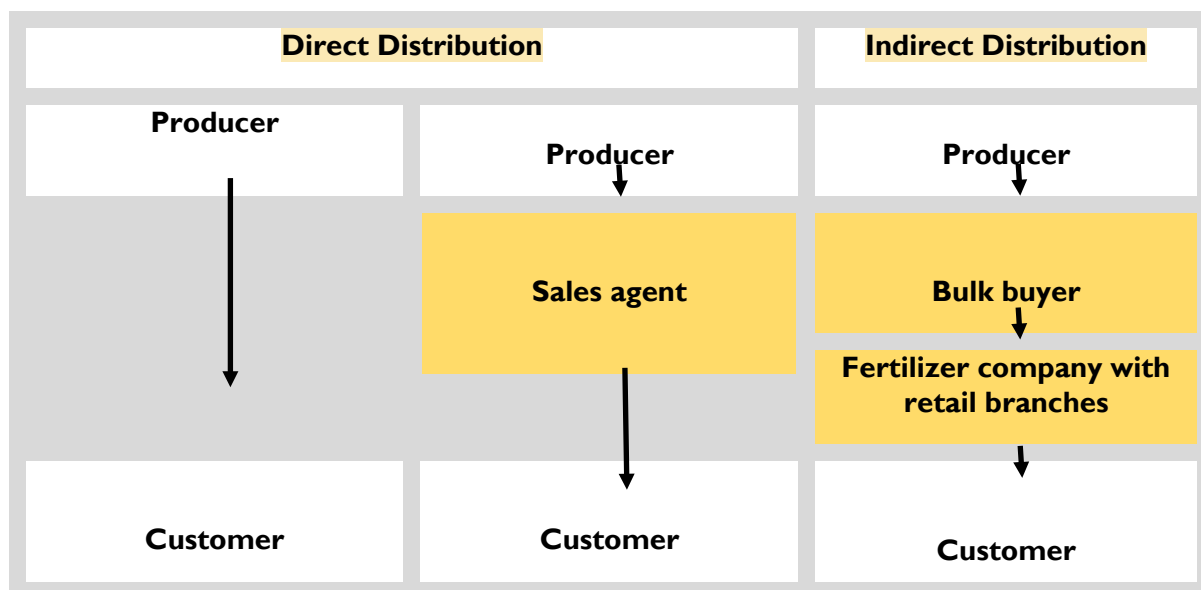 Direct Distribution
Indirect Distribution
Producer
Producer
Producer
Sales agent
Bulk buyer
Fertilizer company with
retail branches
Customer
Customer
Customer